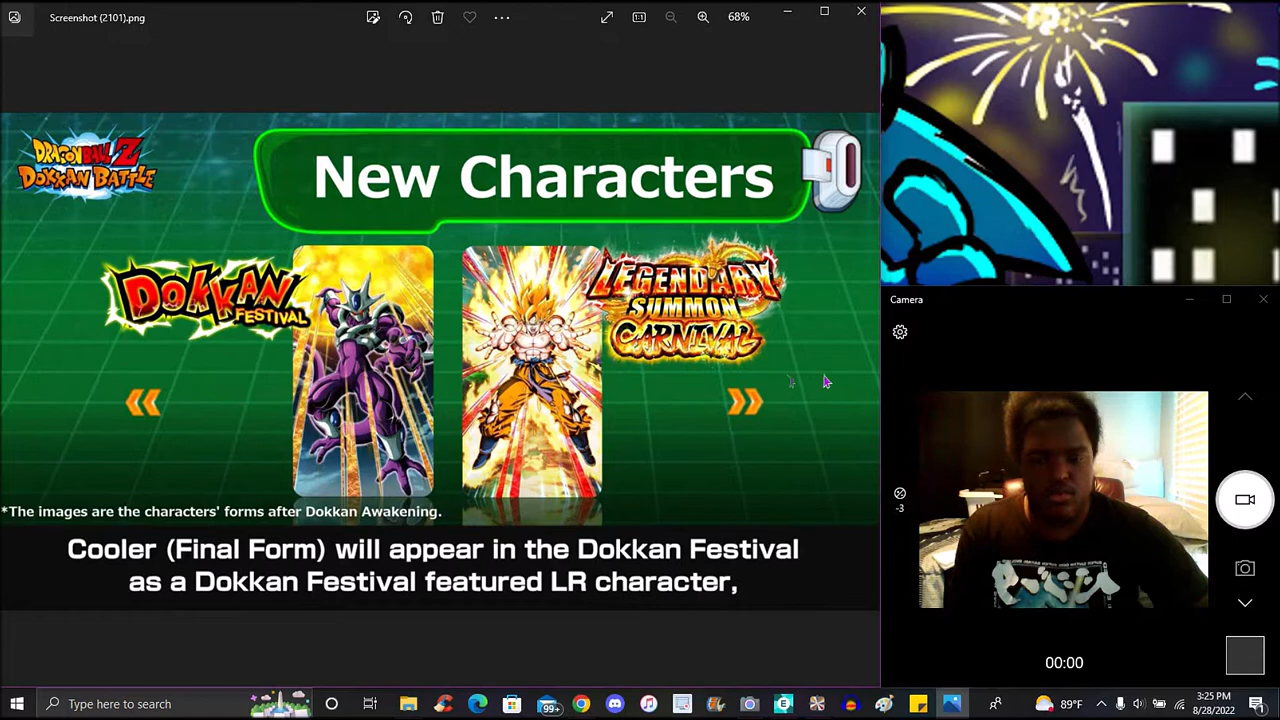 Screenshot (2101).png
68%
DRAGON BALL Z
DOKKAN BATTLE
New Characters
DOKKAN
FESTIVAL
LEGENDARY
SUMMON
CARNIVAL
*The images are the characters' forms after Dokkan Awakening.
Cooler (Final Form) will appear in the Dokkan Festival
as a Dokkan Festival featured LR character,
Camera
-3
00:00
Type here to search
99+
89°F
3:25 PM
8/28/2022